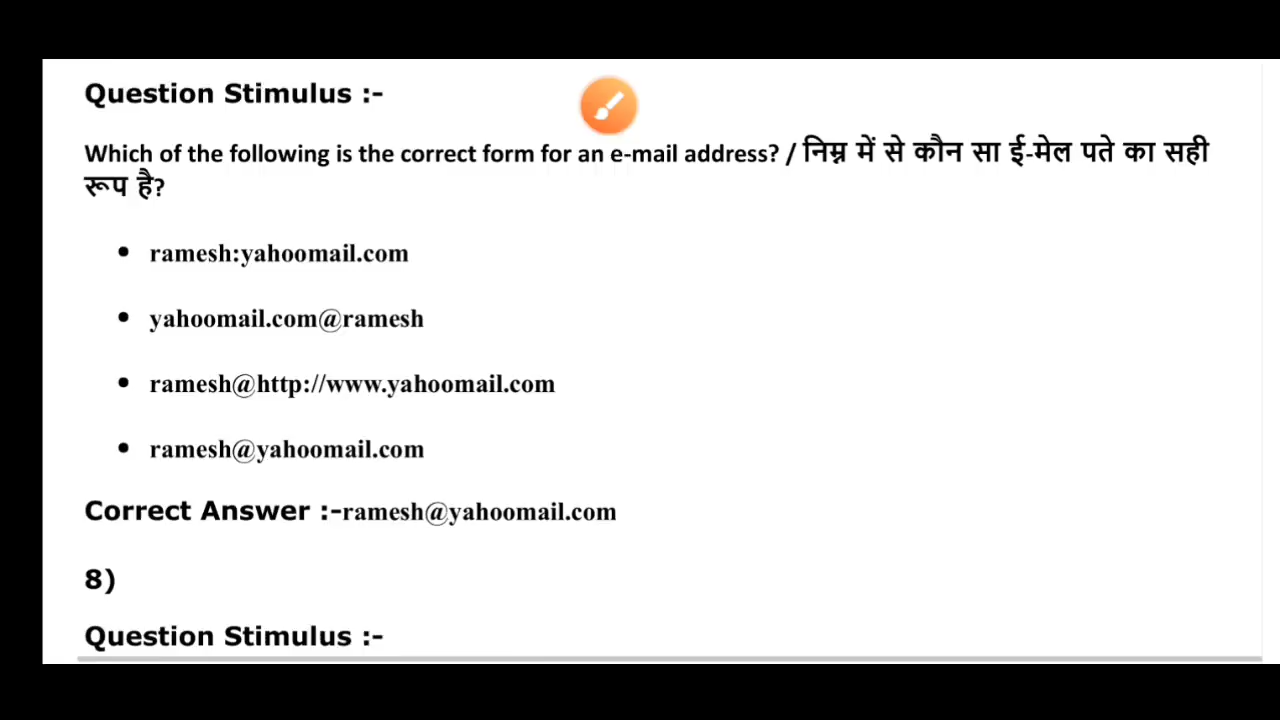 Question Stimulus :-
Which of the following is the correct form for an e-mail address? / निम्न में से कौन सा ई-मेल पते का सही
रूप है?
• ramesh:yahoomail.com
• yahoomail.com@ramesh
• ramesh@http://www.yahoomail.com
• ramesh@yahoomail.com
Correct Answer :-ramesh@yahoomail.com
8)
Question Stimulus :-